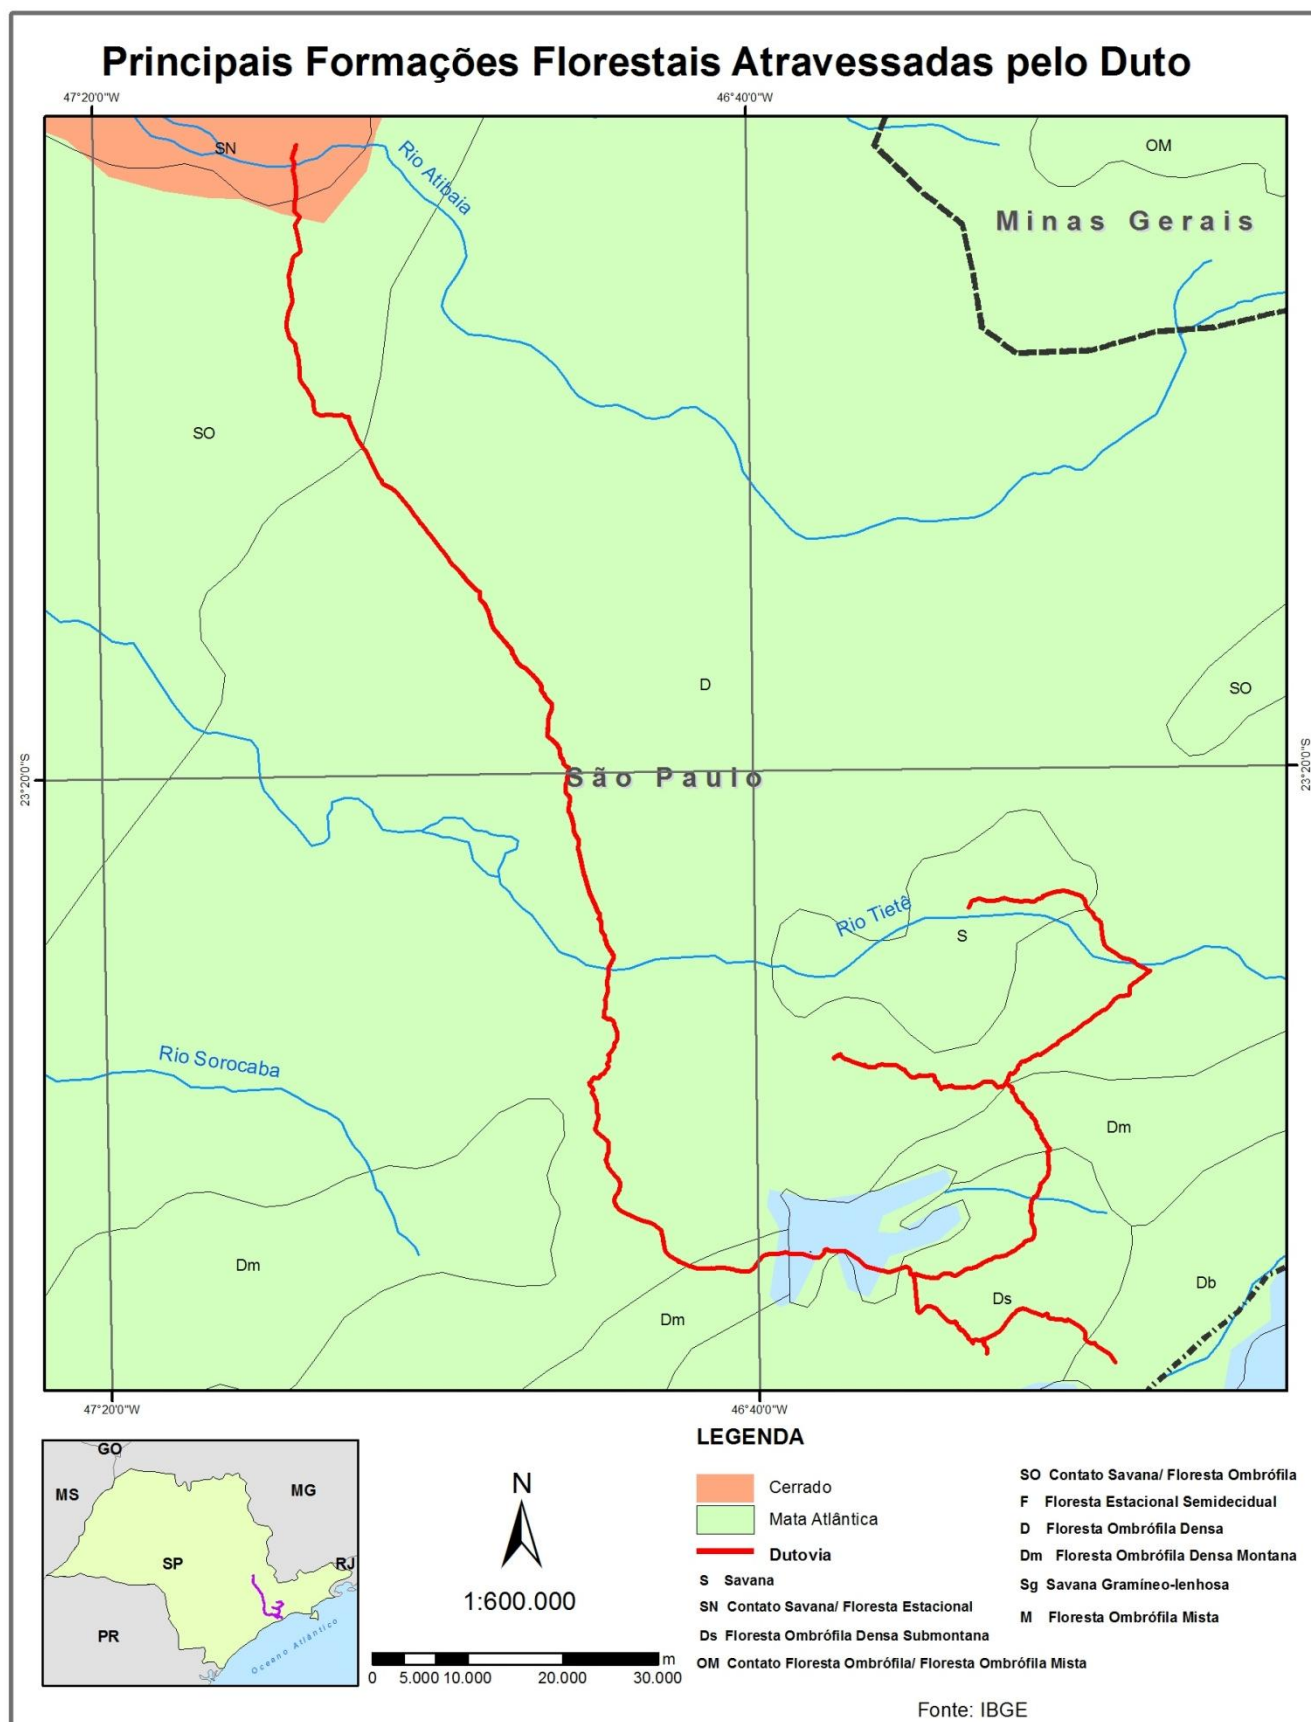 Principais Formações Florestais Atravessadas pelo Duto
47°20'0"W
46°40'0"W
SN
Rio Atibaia
OM
Minas Gerais
SO
D
SO
23°20'0"S
São Paulo
23°20'0"S
Rio Tietê
S
Rio Sorocaba
Dm
Dm
Db
Ds
Dm
47°20'0"W
46°40'0"W
GO
MS
MG
SP
RJ
PR
Oceano Atlântico
N
1:600.000
0 5.000 10.000 20.000 30.000 m
LEGENDA
Cerrado
Mata Atlântica
Dutovia
S Savana
SN Contato Savana/ Floresta Estacional
Ds Floresta Ombrófila Densa Submontana
OM Contato Floresta Ombrófila/ Floresta Ombrófila Mista
SO Contato Savana/ Floresta Ombrófila
F Floresta Estacional Semidecidual
D Floresta Ombrófila Densa
Dm Floresta Ombrófila Densa Montana
Sg Savana Gramíneo-lenhosa
M Floresta Ombrófila Mista
Fonte: IBGE